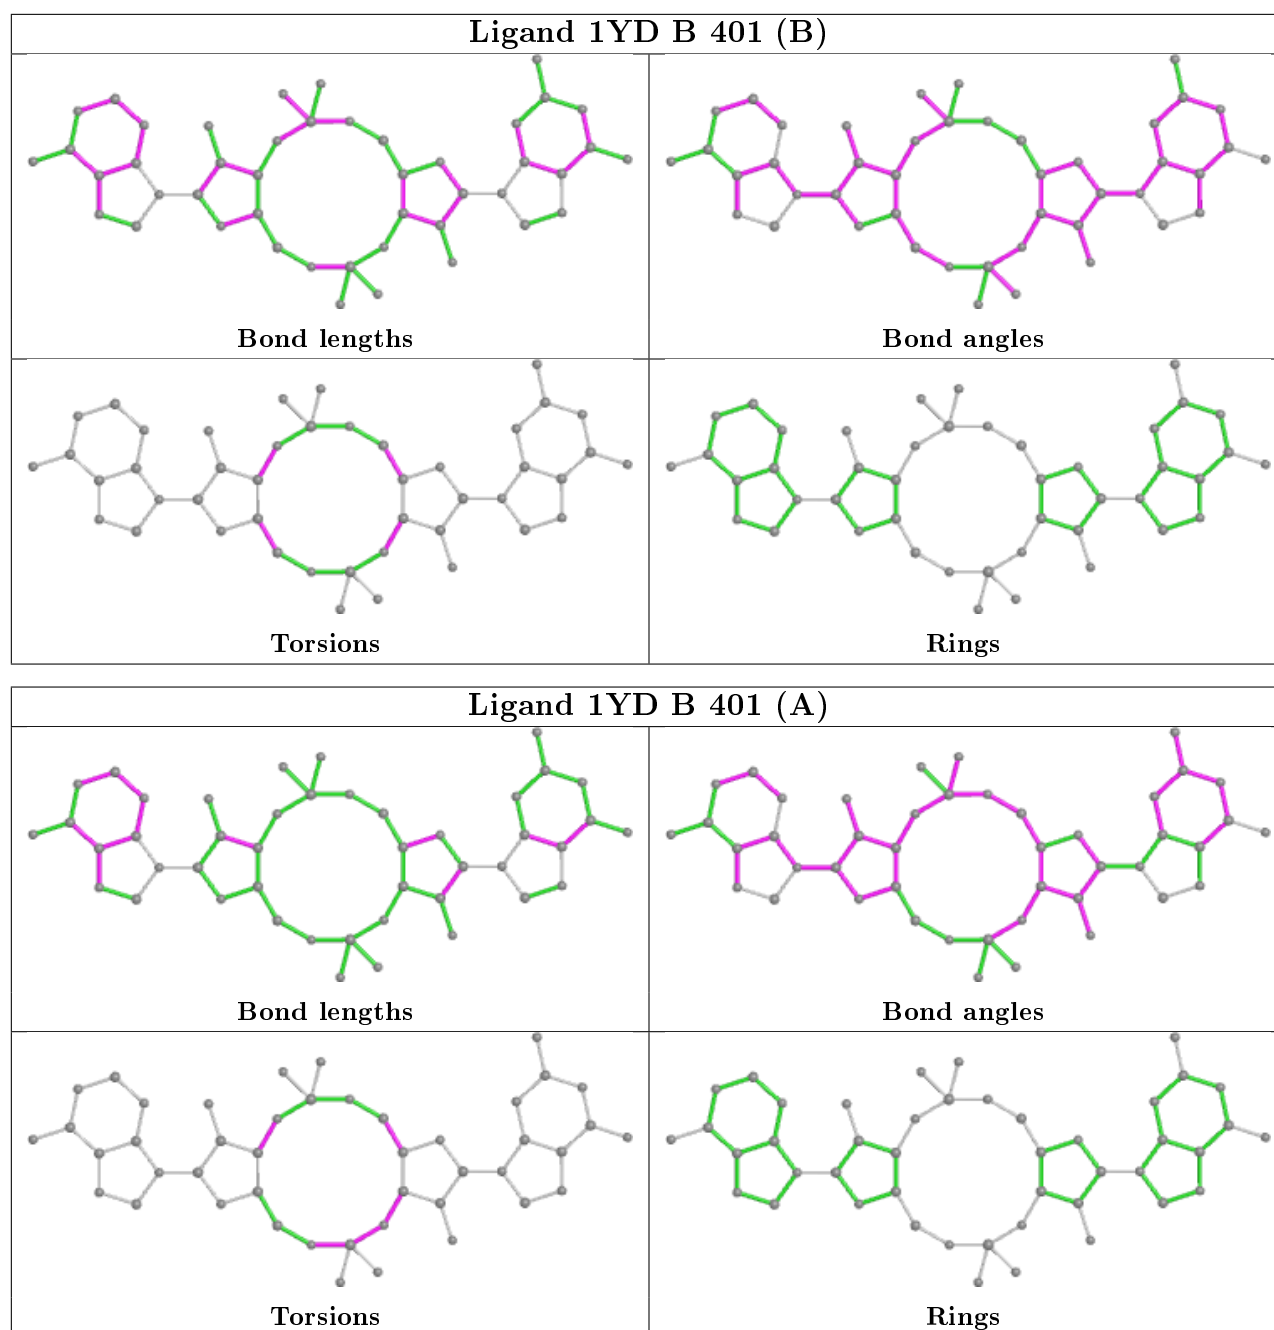 Ligand 1YD B 401 (B)
Bond lengths
Bond angles
Torsions
Rings
Ligand 1YD B 401 (A)
Bond lengths
Bond angles
Torsions
Rings